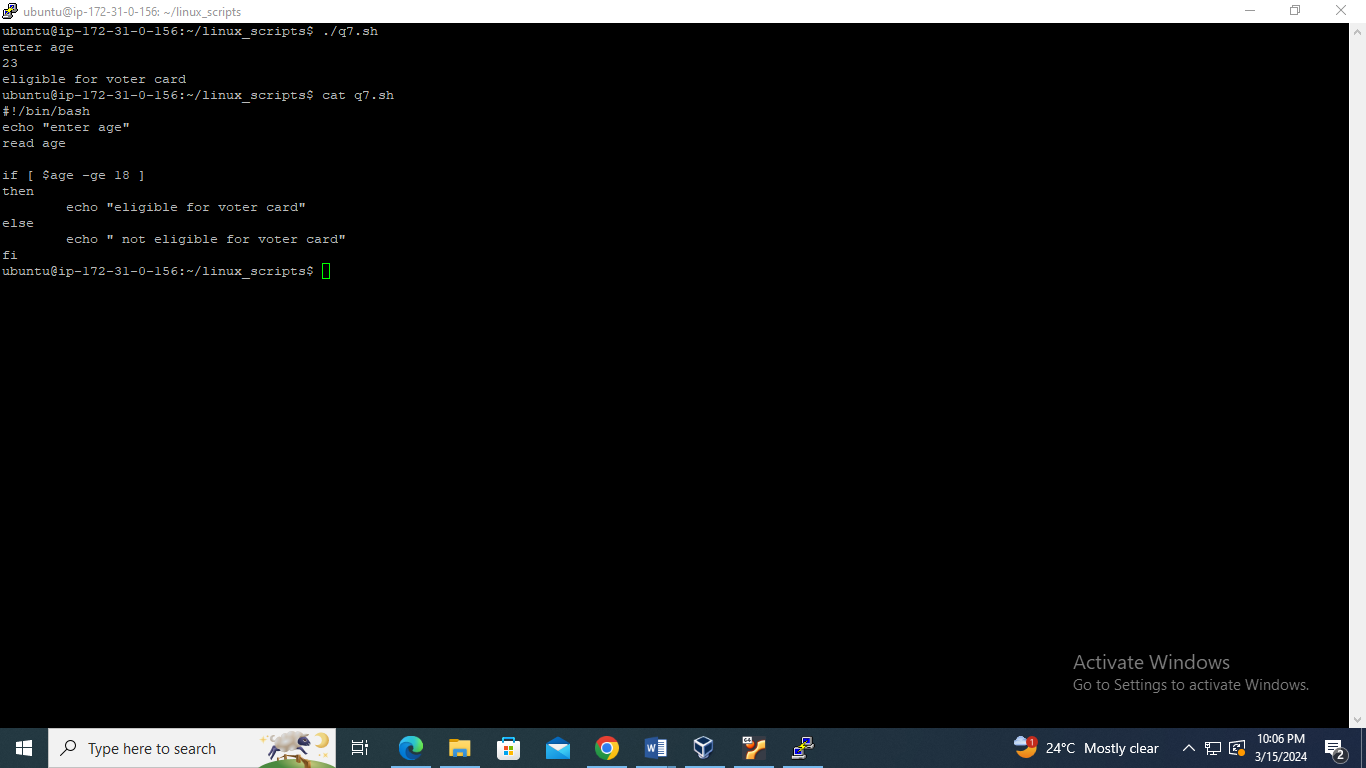 ubuntu@ip-172-31-0-156: ~/linux_scripts
ubuntu@ip-172-31-0-156:~/linux_scripts$ ./q7.sh
enter age
23
eligible for voter card
ubuntu@ip-172-31-0-156:~/linux_scripts$ cat q7.sh
#!/bin/bash
echo "enter age"
read age
if [ $age -ge 18 ]
then
echo "eligible for voter card"
else
echo " not eligible for voter card"
fi
ubuntu@ip-172-31-0-156:~/linux_scripts$
Activate Windows
Go to Settings to activate Windows.
Type here to search
64
1
24°C Mostly clear
10:06 PM
3/15/2024
2